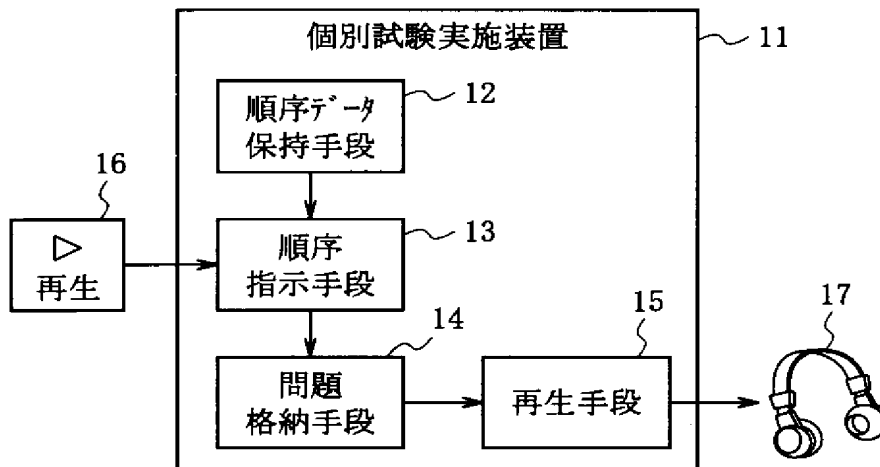 個別試験実施装置
11
順序ﾃﾞｰﾀ
保持手段
12
16
再生
順序
指示手段
13
問題
格納手段
14
再生手段
15
17